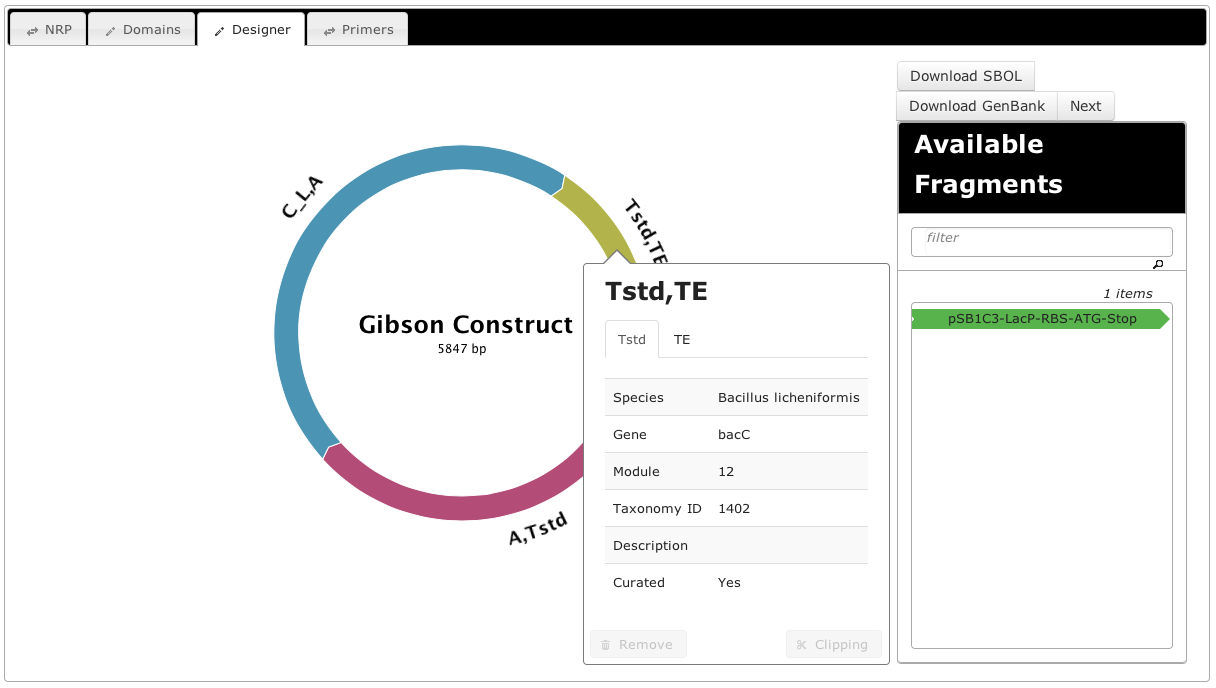 NRP
Domains
Designer
Primers
Download SBOL
Download GenBank
Next
Available
Fragments
filter
1 items
pSB1C3-LacP-RBS-ATG-Stop
C_L,A
Tstd,TE
A,Tstd
Gibson Construct
5847 bp
Tstd,TE
Tstd
TE
Species Bacillus licheniformis
Gene bacC
Module 12
Taxonomy ID 1402
Description
Curated Yes
Remove
Clipping